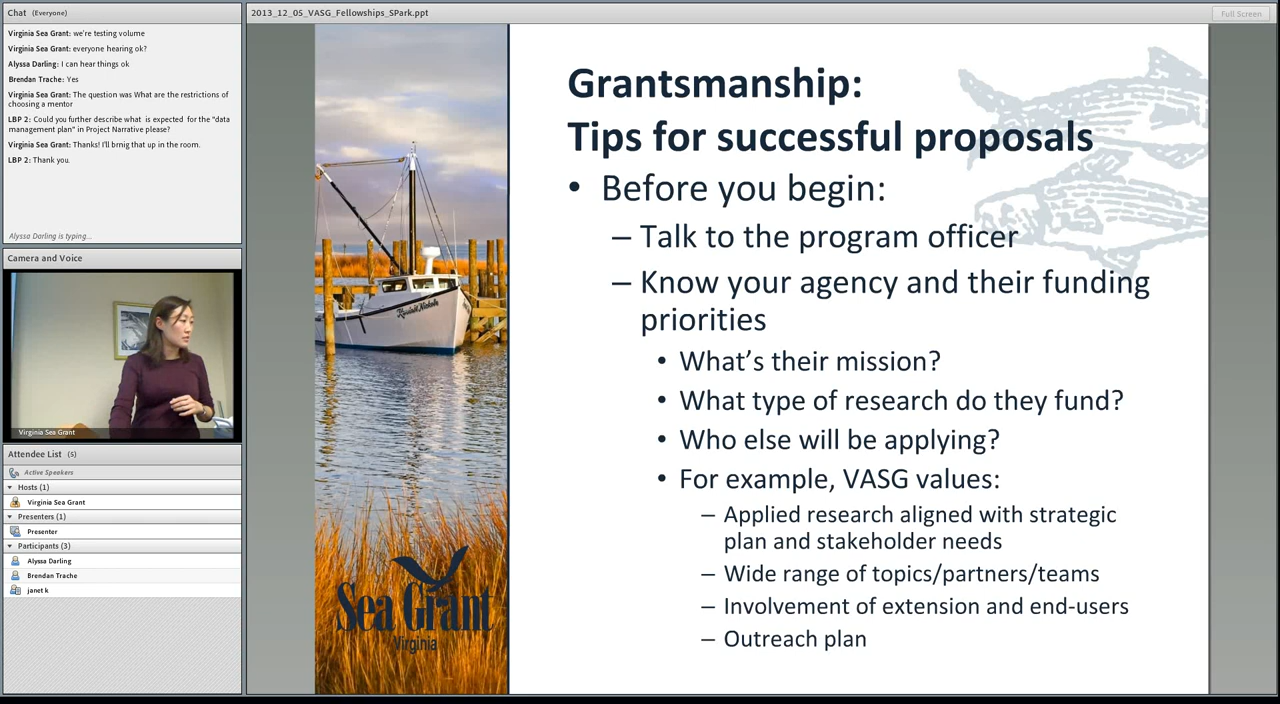 Chat (Everyone)
Virginia Sea Grant: we're testing volume
Virginia Sea Grant: everyone hearing ok?
Alyssa Darling: I can hear things ok
Brendan Trache: Yes
Virginia Sea Grant: The question was What are the restrictions of
choosing a mentor
LBP 2: Could you further describe what is expected for the "data
management plan" in Project Narrative please?
Virginia Sea Grant: Thanks! I'll brnig that up in the room.
LBP 2: Thank you.
Alyssa Darling is typing...
Camera and Voice
Virginia Sea Grant
Attendee List (5)
Active Speakers
Hosts (1)
Virginia Sea Grant
Presenters (1)
Presenter
Participants (3)
Alyssa Darling
Brendan Trache
janet k
2013_12_05_VASG_Fellowships_SPark.ppt
Full Screen
Sea Grant
Virginia
Grantsmanship:
Tips for successful proposals
• Before you begin:
– Talk to the program officer
– Know your agency and their funding
priorities
• What's their mission?
• What type of research do they fund?
• Who else will be applying?
• For example, VASG values:
– Applied research aligned with strategic
plan and stakeholder needs
– Wide range of topics/partners/teams
– Involvement of extension and end-users
– Outreach plan